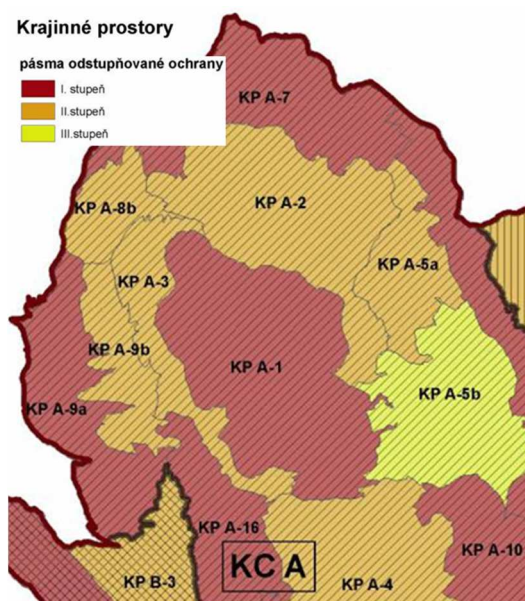 Krajinné prostory
pásma odstupňované ochrany
I. stupeň
II.stupeň
III.stupeň
KP A-7
KP A-8b
KP A-2
KP A-5a
KP A-3
KP A-9b
KP A-1
KP A-5b
KP A-9a
KP A-16
KP A-10
KC A
KP B-3
KP A-4